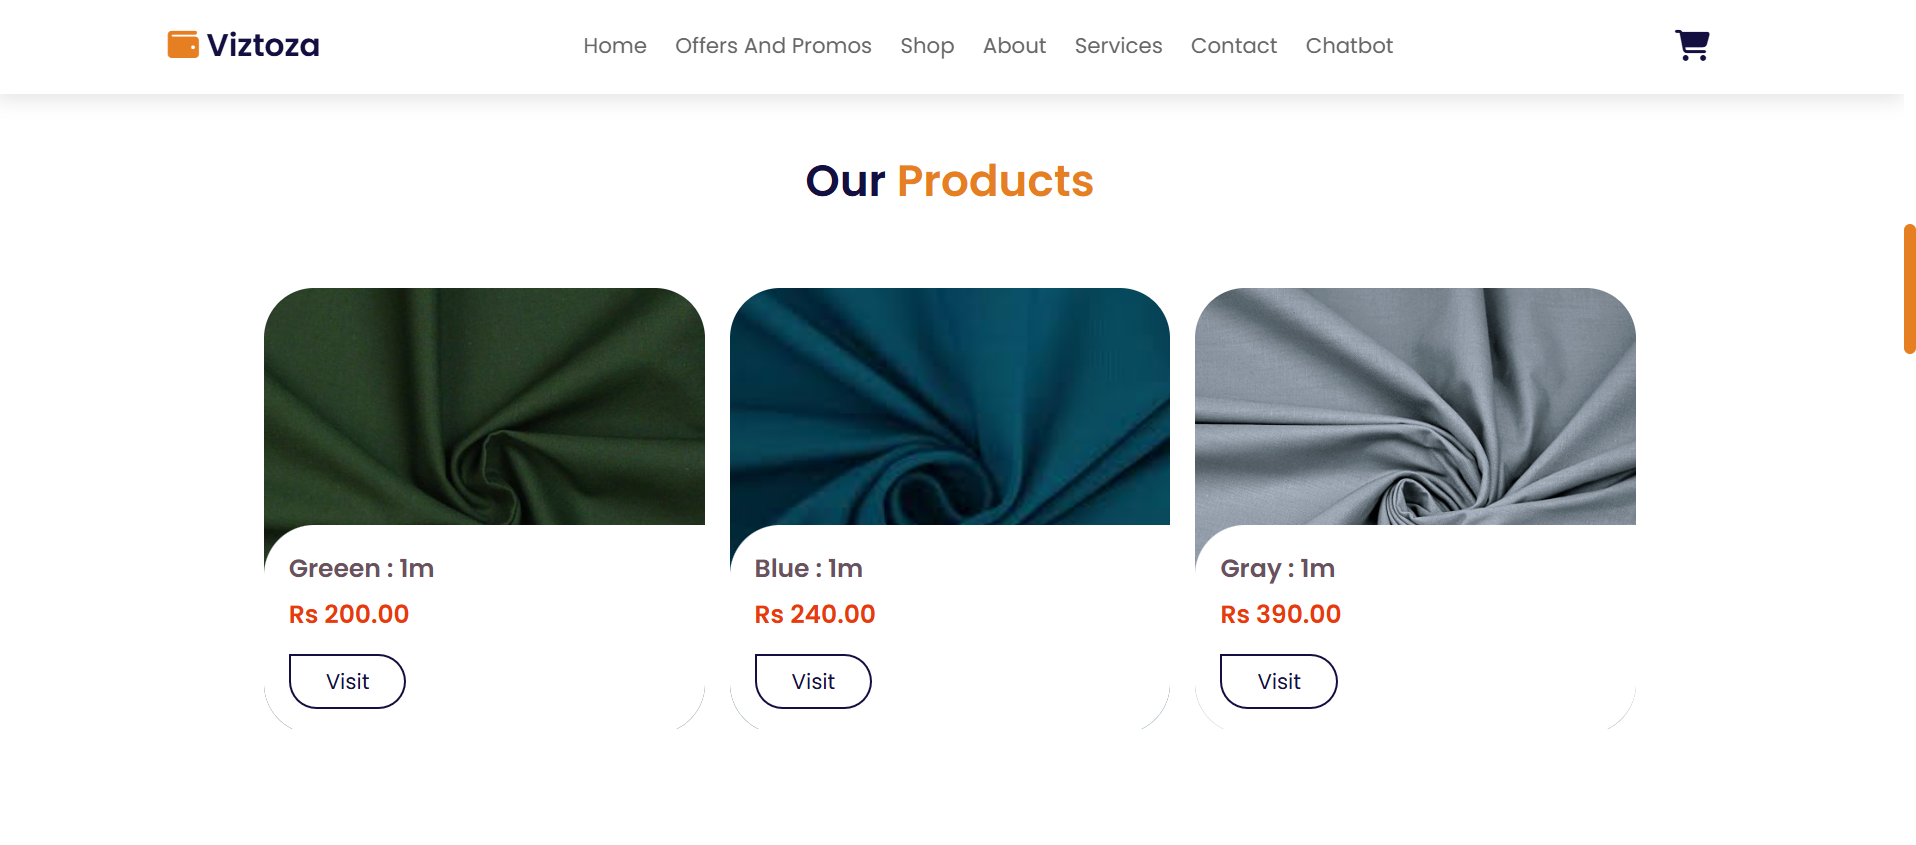 Viztoza
Home Offers And Promos Shop About Services Contact Chatbot
Our Products
Greeen : 1m
Rs 200.00
Visit
Blue : 1m
Rs 240.00
Visit
Gray : 1m
Rs 390.00
Visit